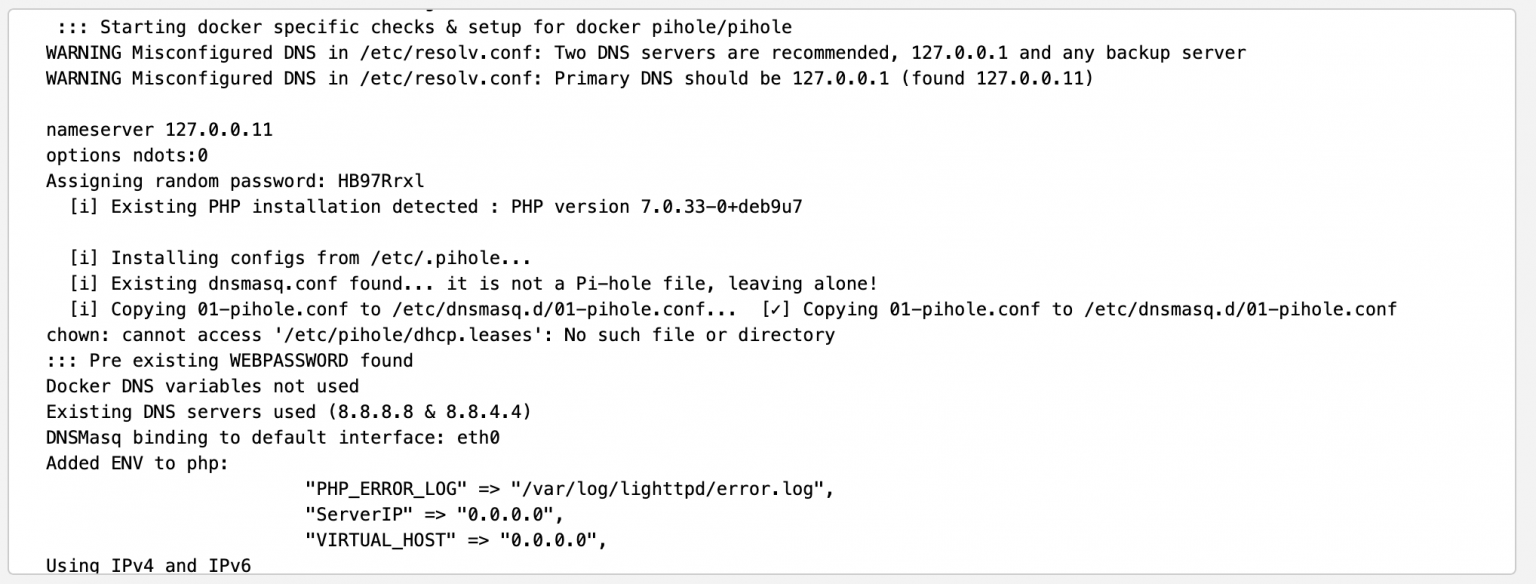 ::: Starting docker specific checks & setup for docker pihole/pihole
WARNING Misconfigured DNS in /etc/resolv.conf: Two DNS servers are recommended, 127.0.0.1 and any backup server
WARNING Misconfigured DNS in /etc/resolv.conf: Primary DNS should be 127.0.0.1 (found 127.0.0.11)
nameserver 127.0.0.11
options ndots:0
Assigning random password: HB97Rrxl
[i] Existing PHP installation detected : PHP version 7.0.33-0+deb9u7
[i] Installing configs from /etc/.pihole...
[i] Existing dnsmasq.conf found... it is not a Pi-hole file, leaving alone!
[i] Copying 01-pihole.conf to /etc/dnsmasq.d/01-pihole.conf...  [✓] Copying 01-pihole.conf to /etc/dnsmasq.d/01-pihole.conf
chown: cannot access '/etc/pihole/dhcp.leases': No such file or directory
::: Pre existing WEBPASSWORD found
Docker DNS variables not used
Existing DNS servers used (8.8.8.8 & 8.8.4.4)
DNSMasq binding to default interface: eth0
Added ENV to php:
"PHP_ERROR_LOG" => "/var/log/lighttpd/error.log",
"ServerIP" => "0.0.0.0",
"VIRTUAL_HOST" => "0.0.0.0",
Using IPv4 and IPv6